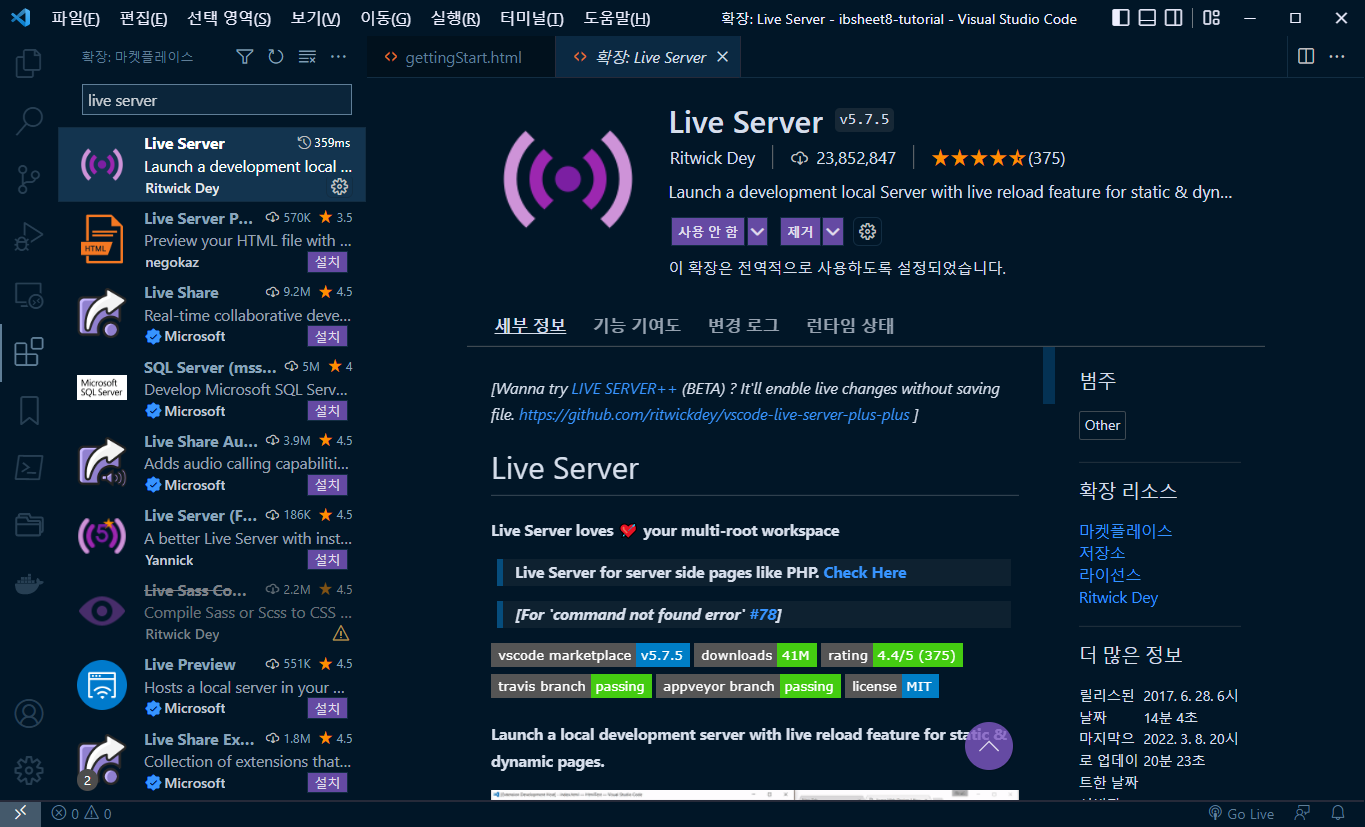 파일(F) 편집(E) 선택 영역(S) 보기(V) 이동(G) 실행(R) 터미널(T) 도움말(H) 확장: Live Server - ibsheet8-tutorial - Visual Studio Code
확장: 마켓플레이스
live server
Live Server 359ms
Launch a development local ...
Ritwick Dey
Live Server P... 570K 3.5
Preview your HTML file with ...
negokaz 설치
HTML
Live Share 9.2M 4.5
Real-time collaborative deve...
Microsoft 설치
SQL Server (mss... 5M 4
Develop Microsoft SQL Serv...
Microsoft 설치
Microsoft
SQL Server
Live Share Au... 3.9M 4.5
Adds audio calling capabiliti...
Microsoft 설치
Live Server (F... 186K 4.5
A better Live Server with inst...
Yannick 설치
5
Live Sass Co... 2.2M 4.5
Compile Sass or Scss to CSS ...
Ritwick Dey
Live Preview 551K 4.5
Hosts a local server in your ...
Microsoft 설치
Live Share Ex... 1.8M 4.5
Collection of extensions that...
Microsoft 설치
2
gettingStart.html 확장: Live Server
Live Server v5.7.5
Ritwick Dey 23,852,847 (375)
Launch a development local Server with live reload feature for static & dyn...
사용 안 함 제거
이 확장은 전역적으로 사용하도록 설정되었습니다.
세부 정보 기능 기여도 변경 로그 런타임 상태
[Wanna try LIVE SERVER++ (BETA) ? It'll enable live changes without saving
file. https://github.com/ritwickdey/vscode-live-server-plus-plus ]
Live Server
Live Server loves your multi-root workspace
Live Server for server side pages like PHP. Check Here
[For `command not found error` #78]
vscode marketplace v5.7.5 downloads 41M rating 4.4/5 (375)
travis branch passing appveyor branch passing license MIT
Launch a local development server with live reload feature for static &
dynamic pages.
범주
Other
확장 리소스
마켓플레이스
저장소
라이선스
Ritwick Dey
더 많은 정보
릴리스된 2017. 6. 28. 6시
날짜 14분 4초
마지막으 2022. 3. 8. 20시
로 업데이 20분 23초
트한 날짜
0 0 Go Live